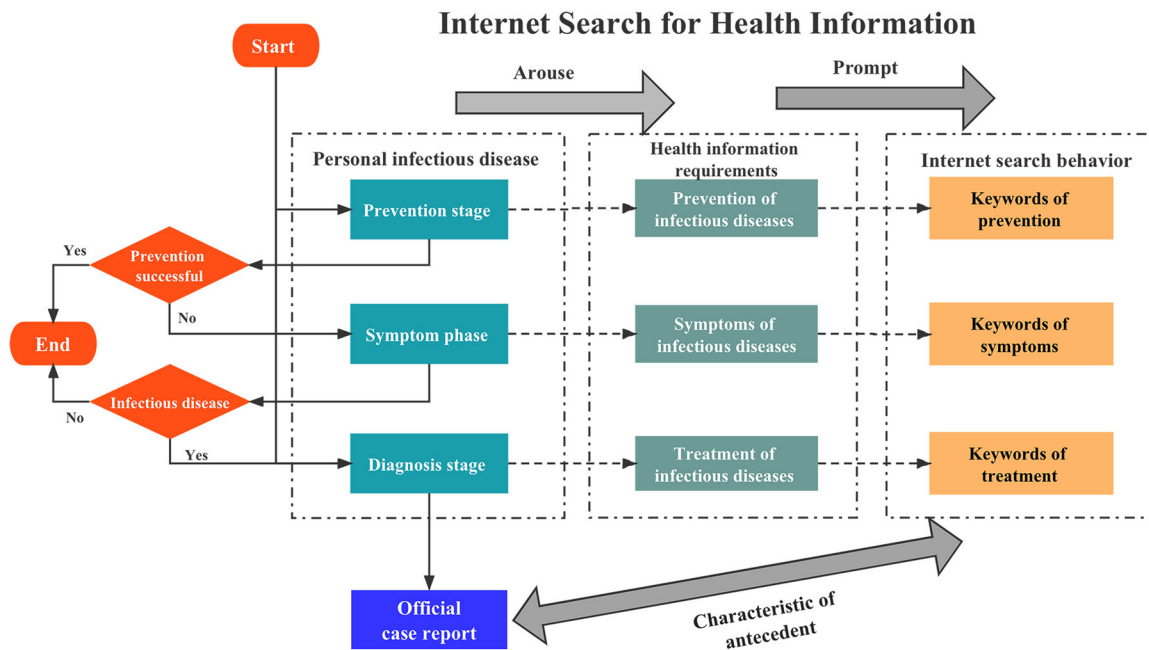 Internet Search for Health Information
Start
Arouse
Prompt
Personal infectious disease
Health information
requirements
Internet search behavior
Prevention stage
Prevention of
infectious diseases
Keywords of
prevention
Yes
Prevention
successful
No
End
Symptom phase
Symptoms of
infectious diseases
Keywords of
symptoms
Infectious disease
No
Yes
Diagnosis stage
Treatment of
infectious diseases
Keywords of
treatment
Official
case report
Characteristic of
antecedent